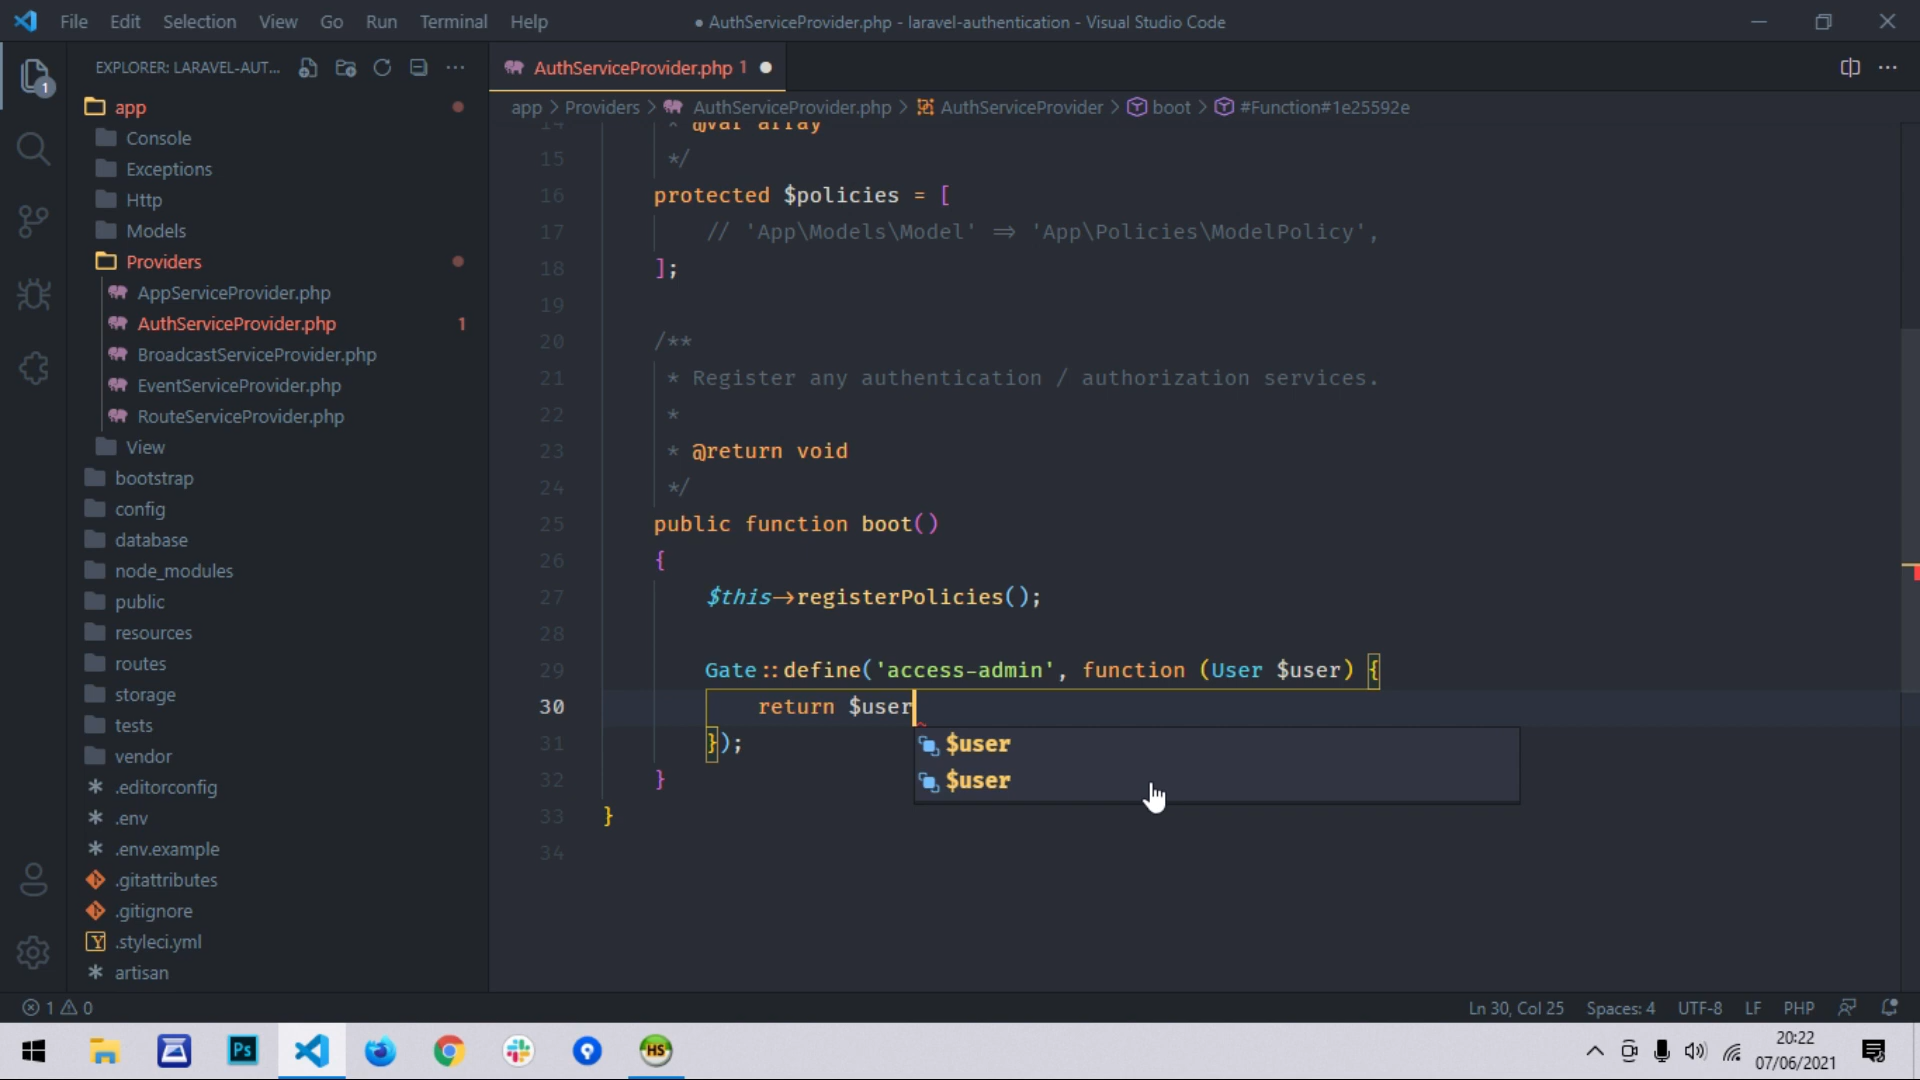 File Edit Selection View Go Run Terminal Help
● AuthServiceProvider.php - laravel-authentication - Visual Studio Code
EXPLORER: LARAVEL-AUT...
1
app
Console
Exceptions
Http
Models
Providers
AppServiceProvider.php
AuthServiceProvider.php 1
BroadcastServiceProvider.php
EventServiceProvider.php
RouteServiceProvider.php
View
bootstrap
config
database
node_modules
public
resources
routes
storage
tests
vendor
.editorconfig
.env
.env.example
.gitattributes
.gitignore
.styleci.yml
artisan
AuthServiceProvider.php 1
app > Providers > AuthServiceProvider.php > AuthServiceProvider > boot > #Function#1e25592e
14 * @var array
15 */
16 protected $policies = [
17 // 'App\Models\Model' => 'App\Policies\ModelPolicy',
18 ];
19
20 /**
21 * Register any authentication / authorization services.
22 *
23 * @return void
24 */
25 public function boot()
26 {
27 $this->registerPolicies();
28
29 Gate::define('access-admin', function (User $user) {
30 return $user
31 });
32 }
33 }
34
$user
$user
1 0
Ln 30, Col 25 Spaces: 4 UTF-8 LF PHP
Ps
HS
20:22
07/06/2021